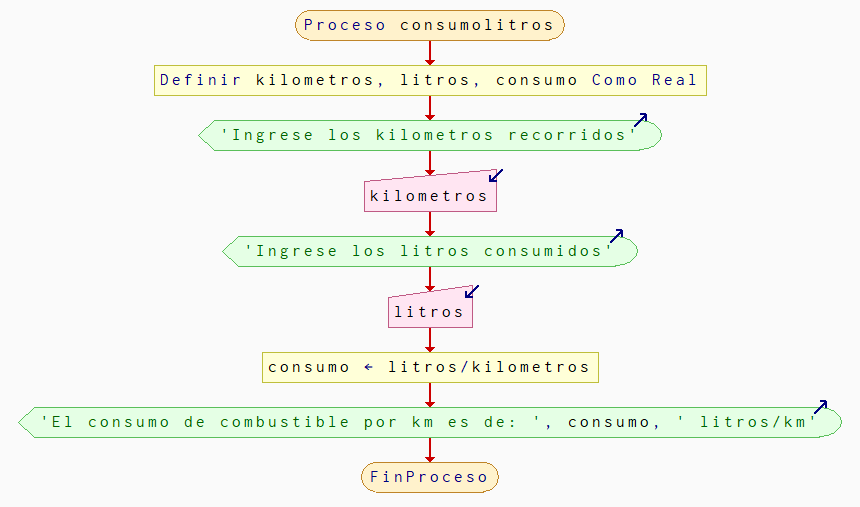 Proceso consumolitros
Definir kilometros, litros, consumo Como Real
'Ingrese los kilometros recorridos'
kilometros
'Ingrese los litros consumidos'
litros
consumo ← litros/kilometros
'El consumo de combustible por km es de: ', consumo, ' litros/km'
FinProceso